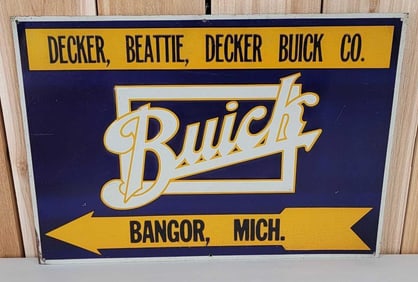 DECKER, BEATTIE, DECKER BUICK CO.
Buick
BANGOR, MICH.